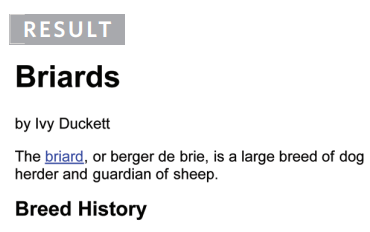 RESULT
Briards
by Ivy Duckett
The briard, or berger de brie, is a large breed of dog
herder and guardian of sheep.
Breed History